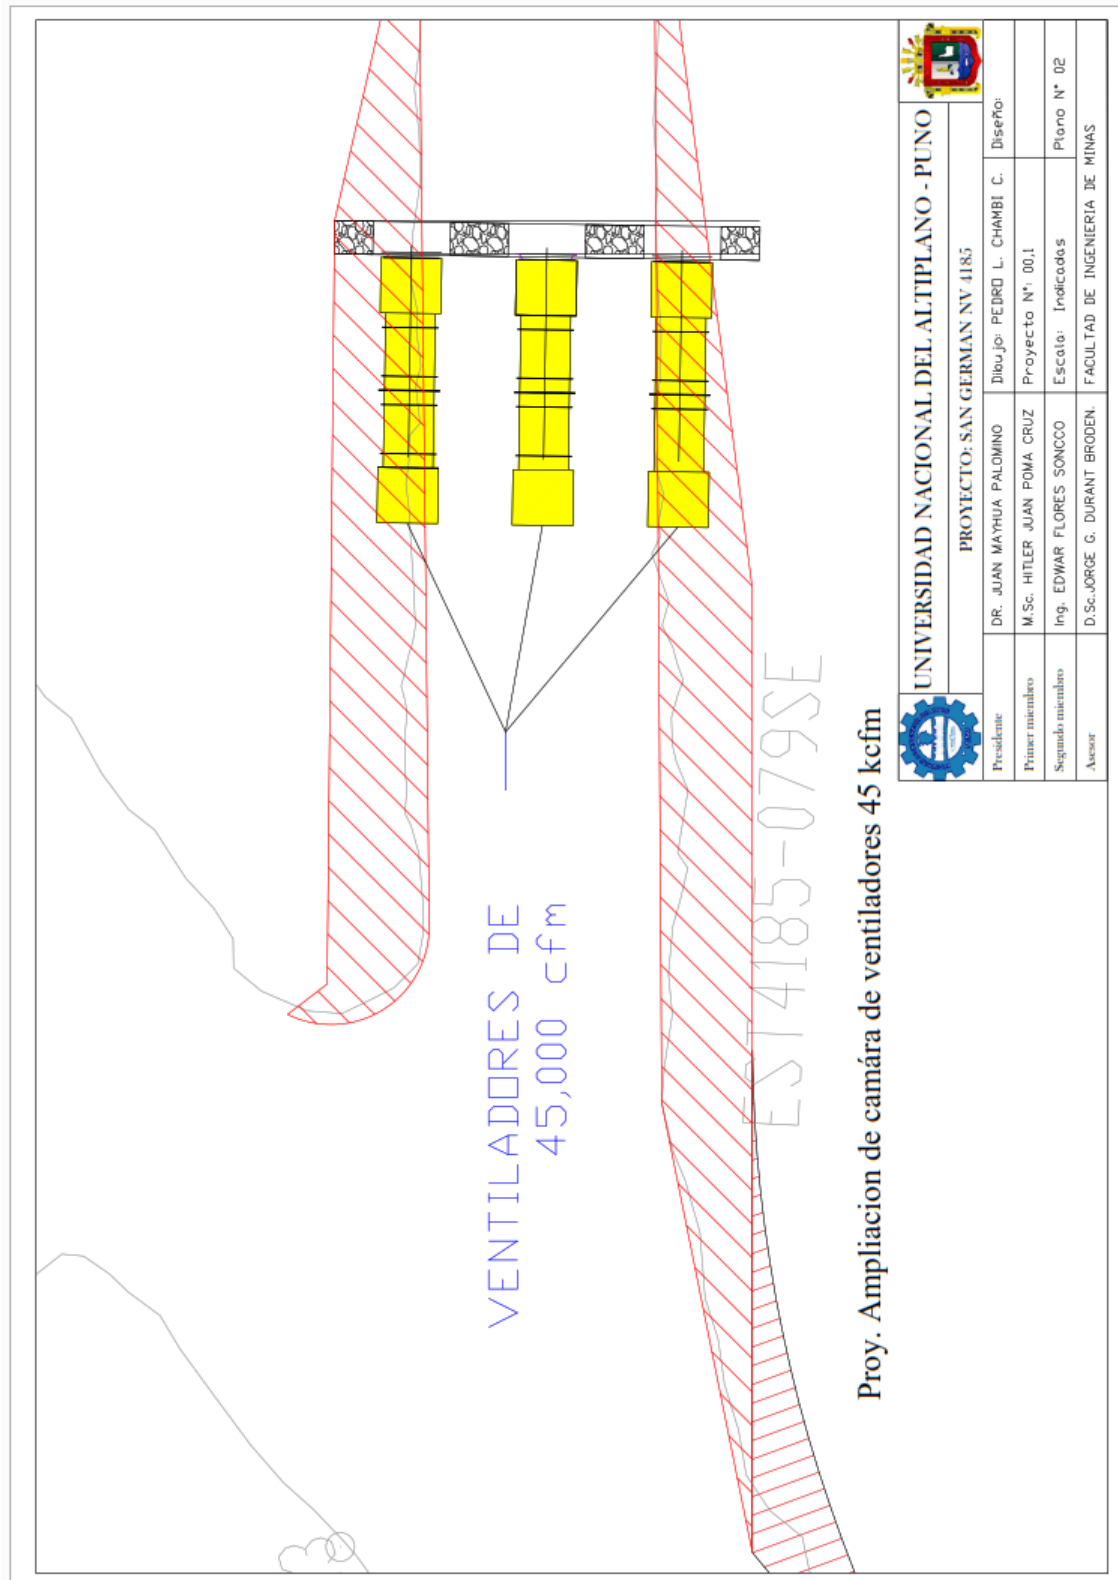 VENTILADORES DE
45,000 cfm
EST4185-079SE
Proy. Ampliacion de camára de ventiladores 45 kcfm
UNIVERSIDAD NACIONAL DEL ALTIPLANO - PUNO
PROYECTO: SAN GERMAN NV 4185
Presidente DR. JUAN MAYHUA PALOMINO Dibujo: PEDRO L. CHAMBI C. Diseño:
Primer miembro M.Sc. HITLER JUAN POMA CRUZ Proyecto N°: 00,1
Segundo miembro Ing. EDWAR FLORES SONCCO Escala: Indicadas Plano N° 02
Asesor D.Sc.JORGE G. DURANT BRODEN. FACULTAD DE INGENIERIA DE MINAS